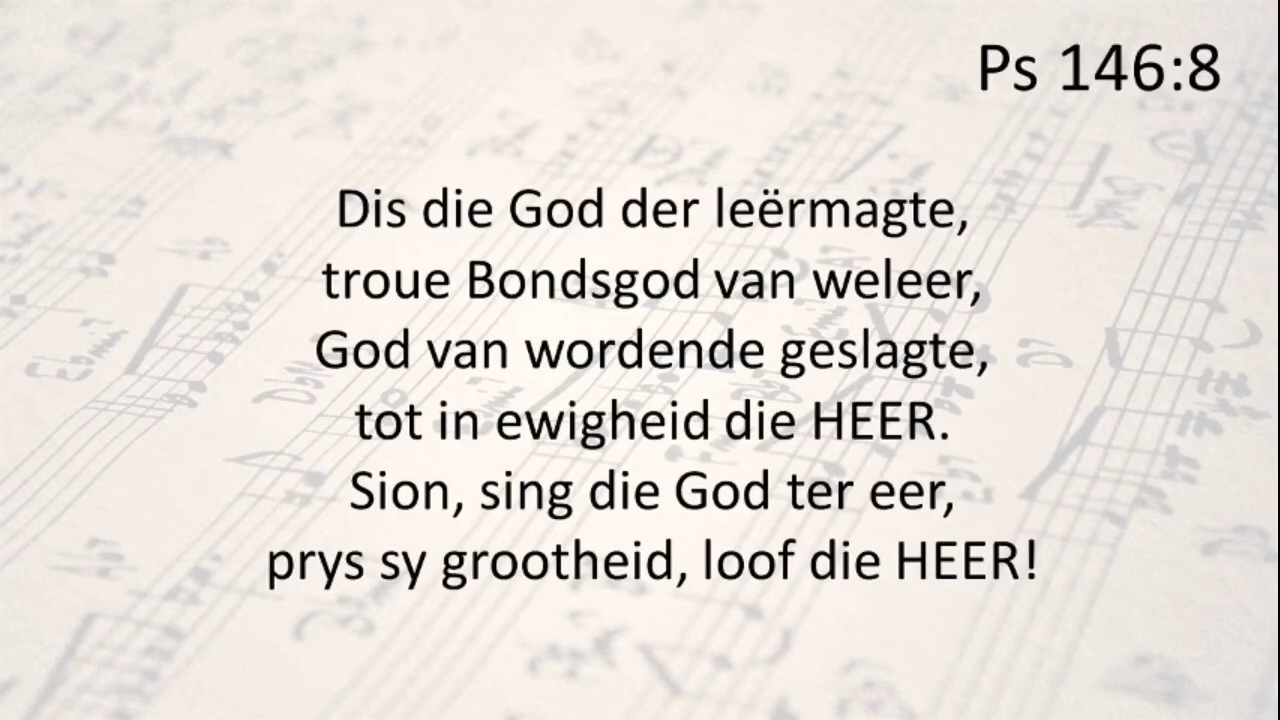 Ps 146:8
Dis die God der leërmagte,
troue Bondsgod van weleer,
God van wordende geslagte,
tot in ewigheid die HEER.
Sion, sing die God ter eer,
prys sy grootheid, loof die HEER!